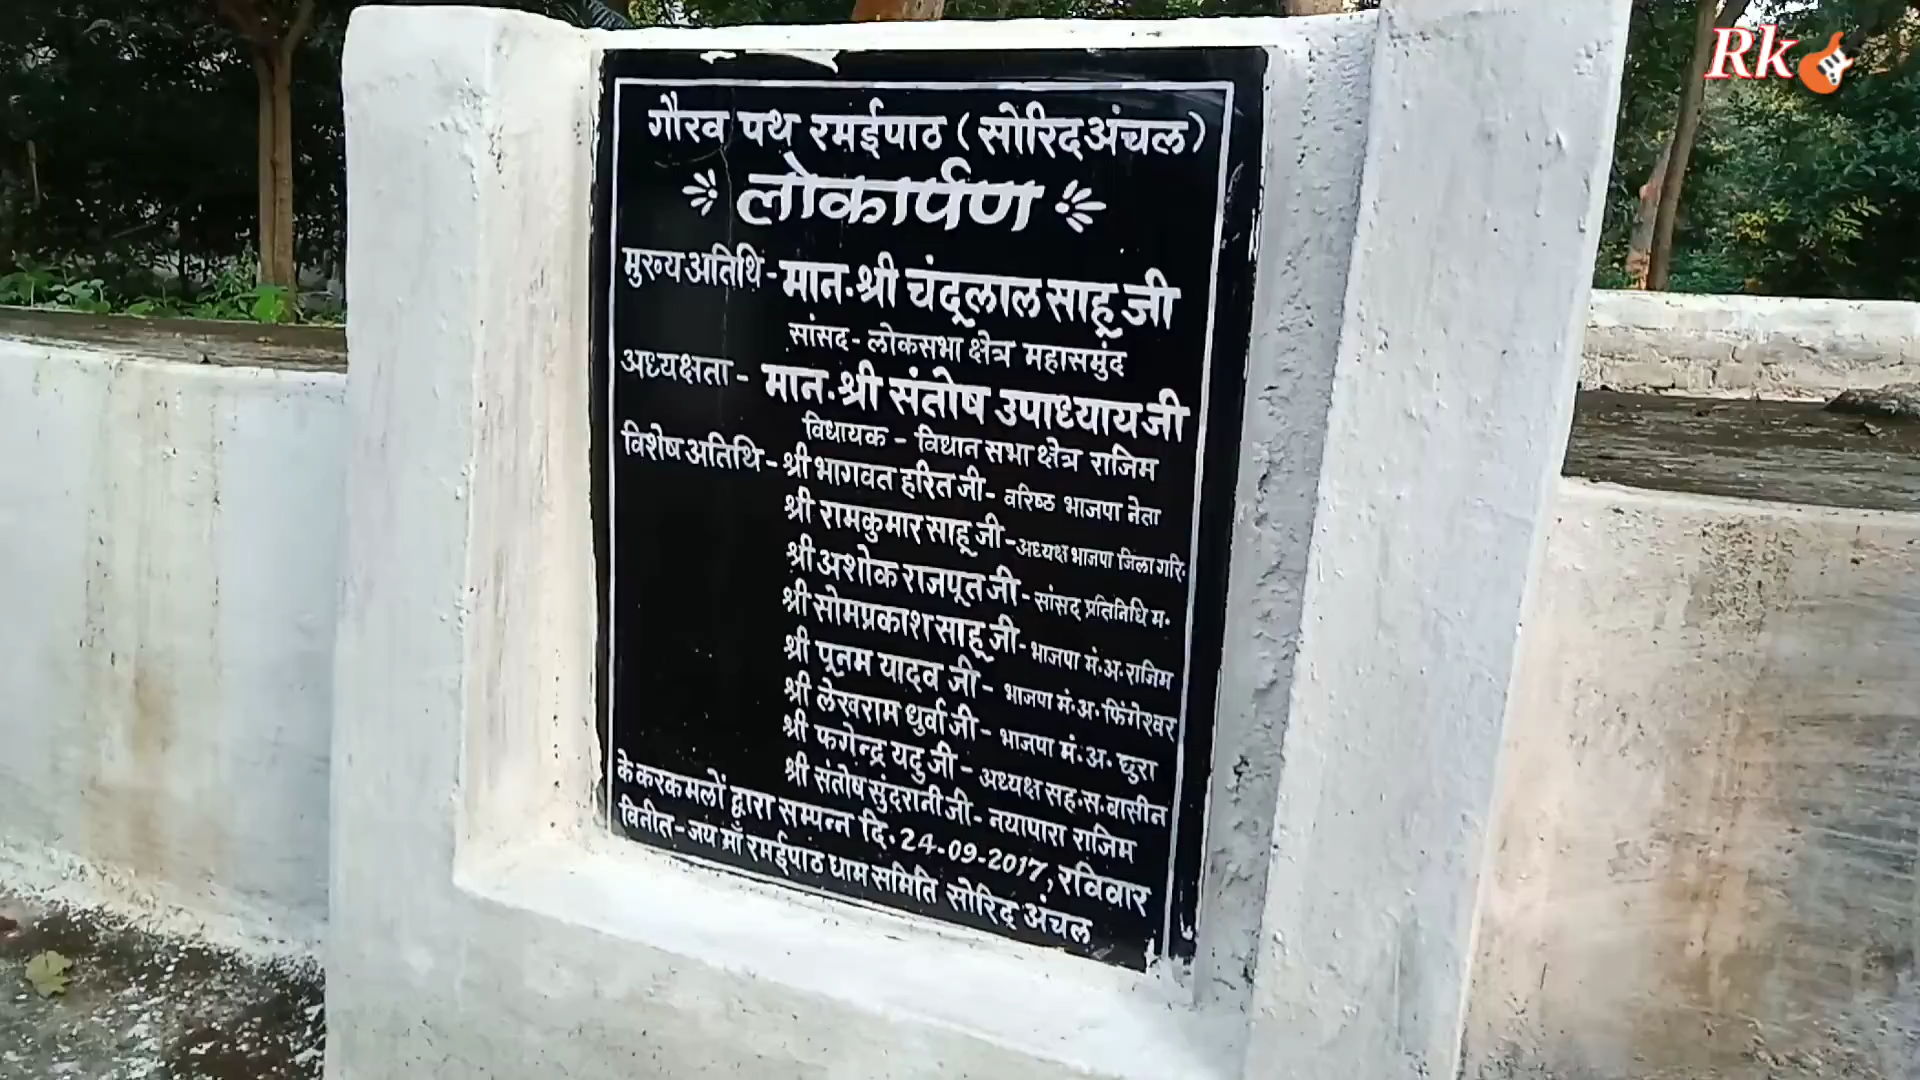 गौरव पथ रमईपाठ (सोरिदअंचल)
लोकार्पण
मुख्य अतिथि - मान. श्री चंदूलाल साहू जी
सांसद - लोकसभा क्षेत्र महासमुंद
अध्यक्षता - मान. श्री संतोष उपाध्याय जी
विधायक - विधान सभा क्षेत्र राजिम
विशेष अतिथि - श्री भागवत हरित जी - वरिष्ठ भाजपा नेता
श्री रामकुमार साहू जी - अध्यक्ष भाजपा जिला गरि.
श्री अशोक राजपूत जी - सांसद प्रतिनिधि म.
श्री सोमप्रकाश साहू जी - भाजपा मं. अ. राजिम
श्री पूनम यादव जी - भाजपा मं. अ. फिंगेश्वर
श्री लेखराम धुर्वा जी - भाजपा मं. अ. छुरा
श्री फगेन्द्र यदु जी - अध्यक्ष सह. स. बासीन
श्री संतोष सुंदरानी जी - नयापारा राजिम
के करकमलों द्वारा सम्पन्न दि. 24-09-2017, रविवार
विनीत - जय माँ रमईपाठ धाम समिति सोरिद अंचल
Rk